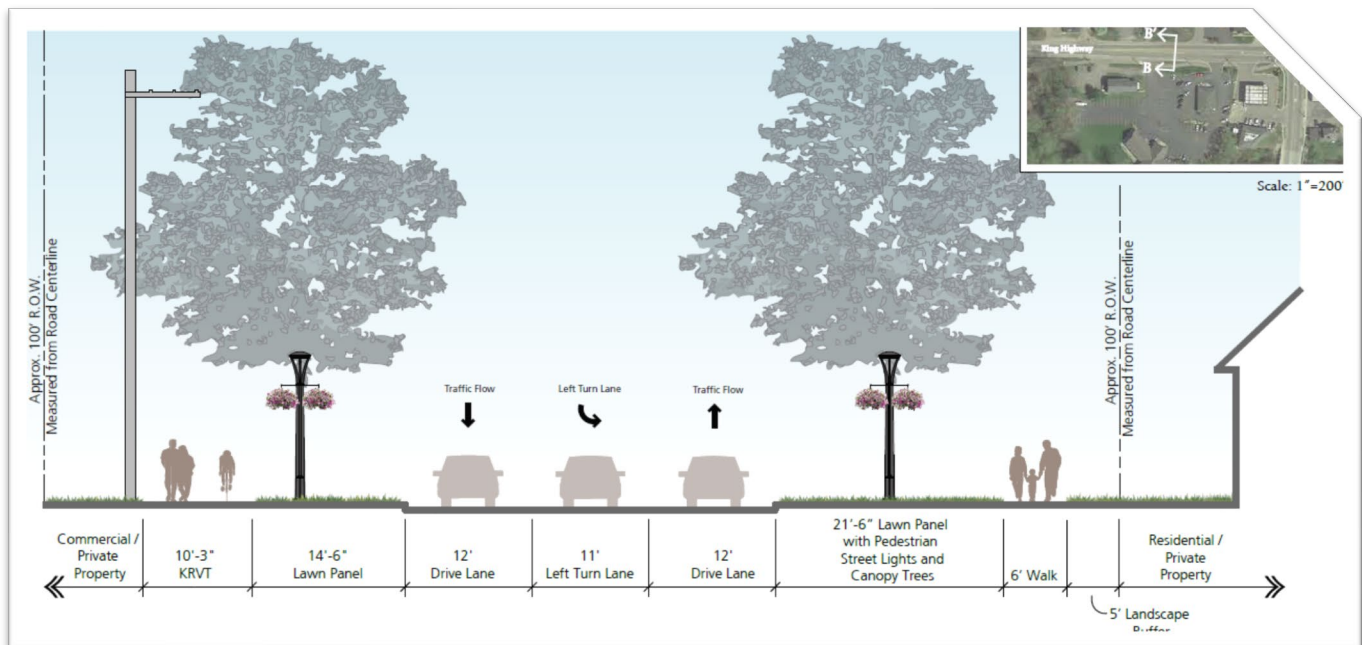 B'
King Highway
B
Scale: 1"=200'
Approx. 100' R.O.W.
Measured from Road Centerline
Approx. 100' R.O.W.
Measured from Road Centerline
Traffic Flow
Left Turn Lane
Traffic Flow
Commercial /
Private
Property
10'-3"
KRVT
14'-6"
Lawn Panel
12'
Drive Lane
11'
Left Turn Lane
12'
Drive Lane
21'-6" Lawn Panel
with Pedestrian
Street Lights and
Canopy Trees
6' Walk
Residential /
Private
Property
5' Landscape
Buffer